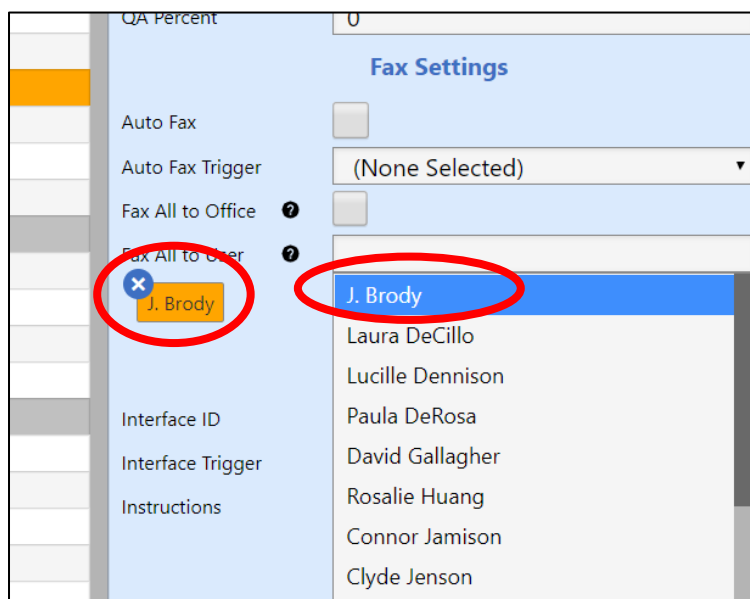 QA Percent 0
Fax Settings
Auto Fax
Auto Fax Trigger (None Selected)
Fax All to Office ?
Fax All to User ?
J. Brody J. Brody
Laura DeCillo
Lucille Dennison
Interface ID Paula DeRosa
Interface Trigger David Gallagher
Instructions Rosalie Huang
Connor Jamison
Clyde Jenson